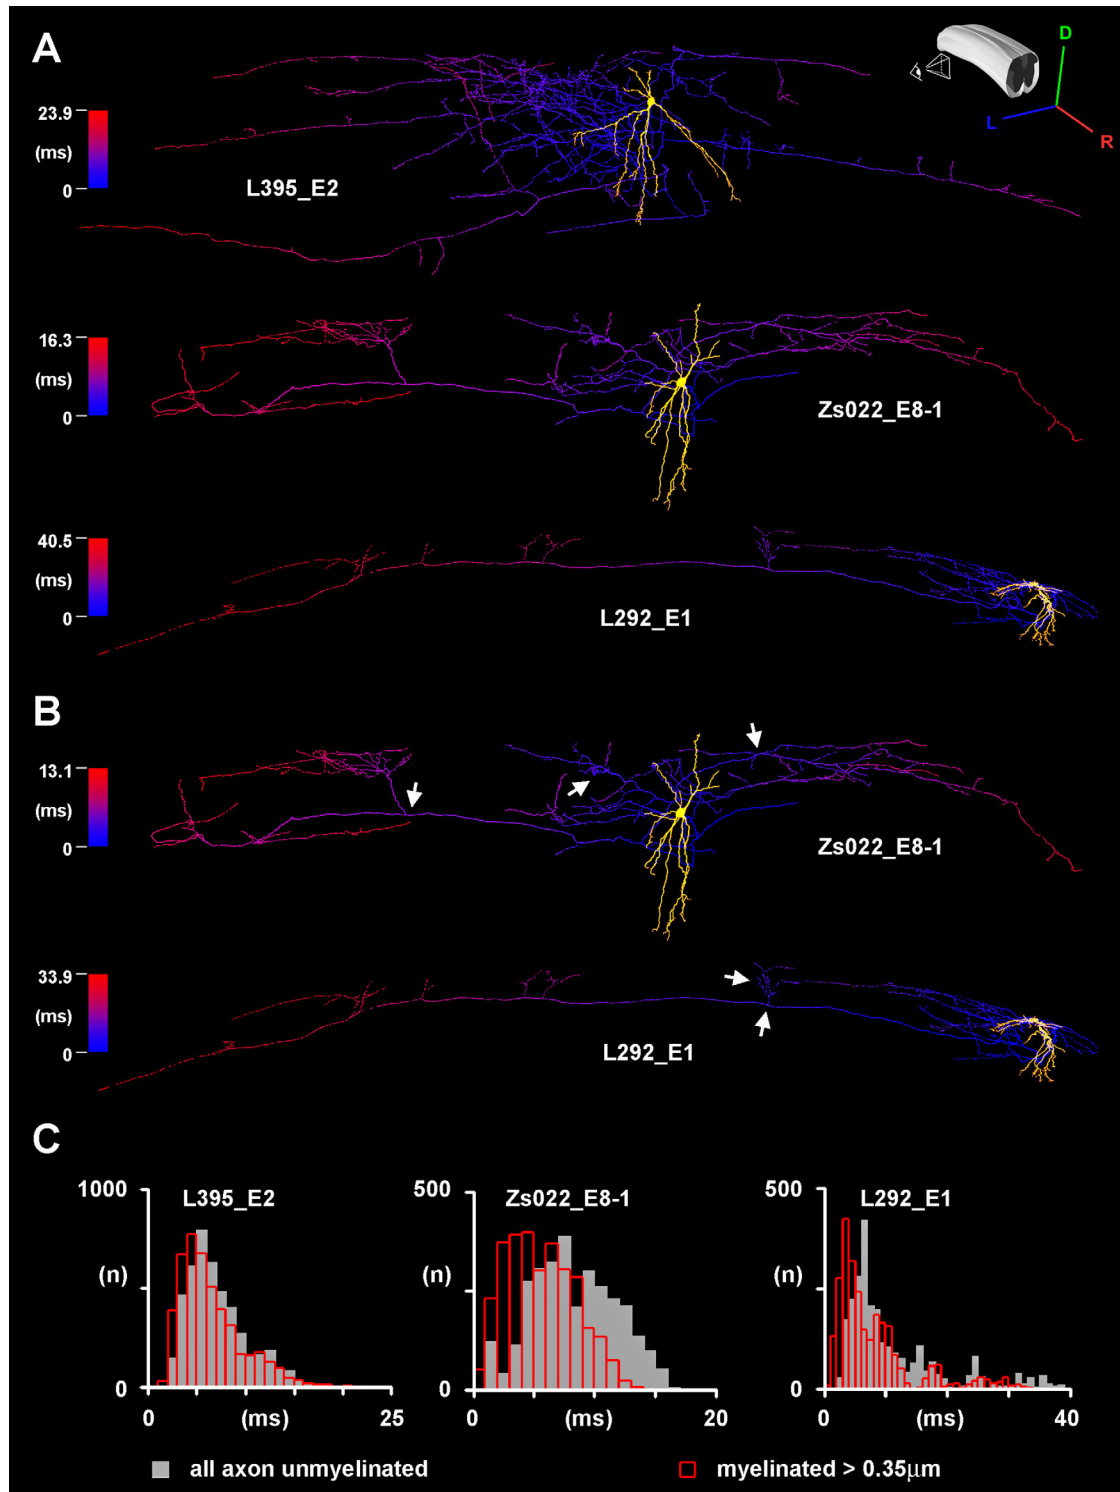 A
D
L
R
23.9
(ms)
0
L395_E2
16.3
(ms)
0
Zs022_E8-1
40.5
(ms)
0
L292_E1
B
13.1
(ms)
0
Zs022_E8-1
33.9
(ms)
0
L292_E1
C
1000
L395_E2
(n)
0
0
(ms)
25
500
Zs022_E8-1
(n)
0
0
(ms)
20
500
L292_E1
(n)
0
0
(ms)
40
all axon unmyelinated
myelinated > 0.35μm